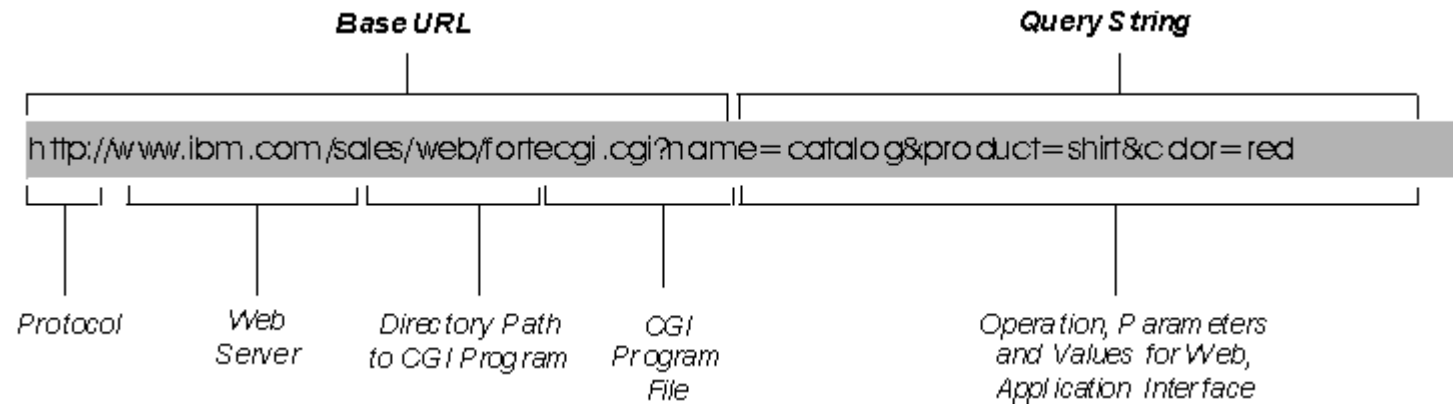 Base URL Query String
http://www.ibm.com/sales/web/fortecgi.cgi?name=catalog&product=shirt&color=red
Protocol
Web
Server
Directory Path
to CGI Program
CGI
Program
File
Operation, Parameters
and Values for Web,
Application Interface